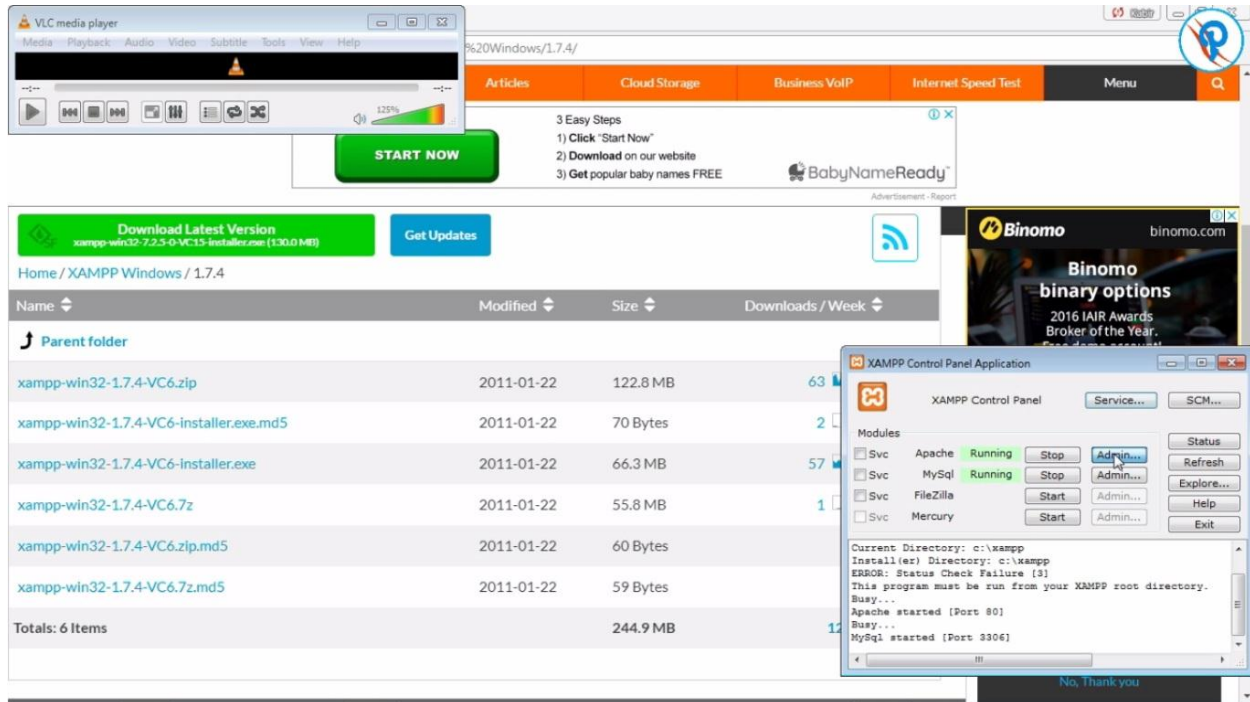 VLC media player
Media Playback Audio Video Subtitle Tools View Help
--:-- --:--
125%
%20Windows/1.7.4/
Articles Cloud Storage Business VoIP Internet Speed Test Menu
START NOW
3 Easy Steps
1) Click "Start Now"
2) Download on our website
3) Get popular baby names FREE
BabyNameReady
Advertisement - Report
Download Latest Version
xampp-win32-7.2.5-0-VC15-installer.exe (130.0 MB)
Get Updates
Home / XAMPP Windows / 1.7.4
Name Modified Size Downloads / Week
Parent folder
xampp-win32-1.7.4-VC6.zip 2011-01-22 122.8 MB 63
xampp-win32-1.7.4-VC6-installer.exe.md5 2011-01-22 70 Bytes 2
xampp-win32-1.7.4-VC6-installer.exe 2011-01-22 66.3 MB 57
xampp-win32-1.7.4-VC6.7z 2011-01-22 55.8 MB 1
xampp-win32-1.7.4-VC6.zip.md5 2011-01-22 60 Bytes
xampp-win32-1.7.4-VC6.7z.md5 2011-01-22 59 Bytes
Totals: 6 Items 244.9 MB 12
Binomo binomo.com
Binomo
binary options
2016 IAIR Awards
Broker of the Year.
Free demo account!
XAMPP Control Panel Application
XAMPP Control Panel Service... SCM...
Modules
Svc Apache Running Stop Admin...
Svc MySql Running Stop Admin...
Svc FileZilla Start Admin...
Svc Mercury Start Admin...
Status
Refresh
Explore...
Help
Exit
Current Directory: c:\xampp
Install(er) Directory: c:\xampp
ERROR: Status Check Failure [3]
This program must be run from your XAMPP root directory.
Busy...
Apache started [Port 80]
Busy...
MySql started [Port 3306]
No, Thank you